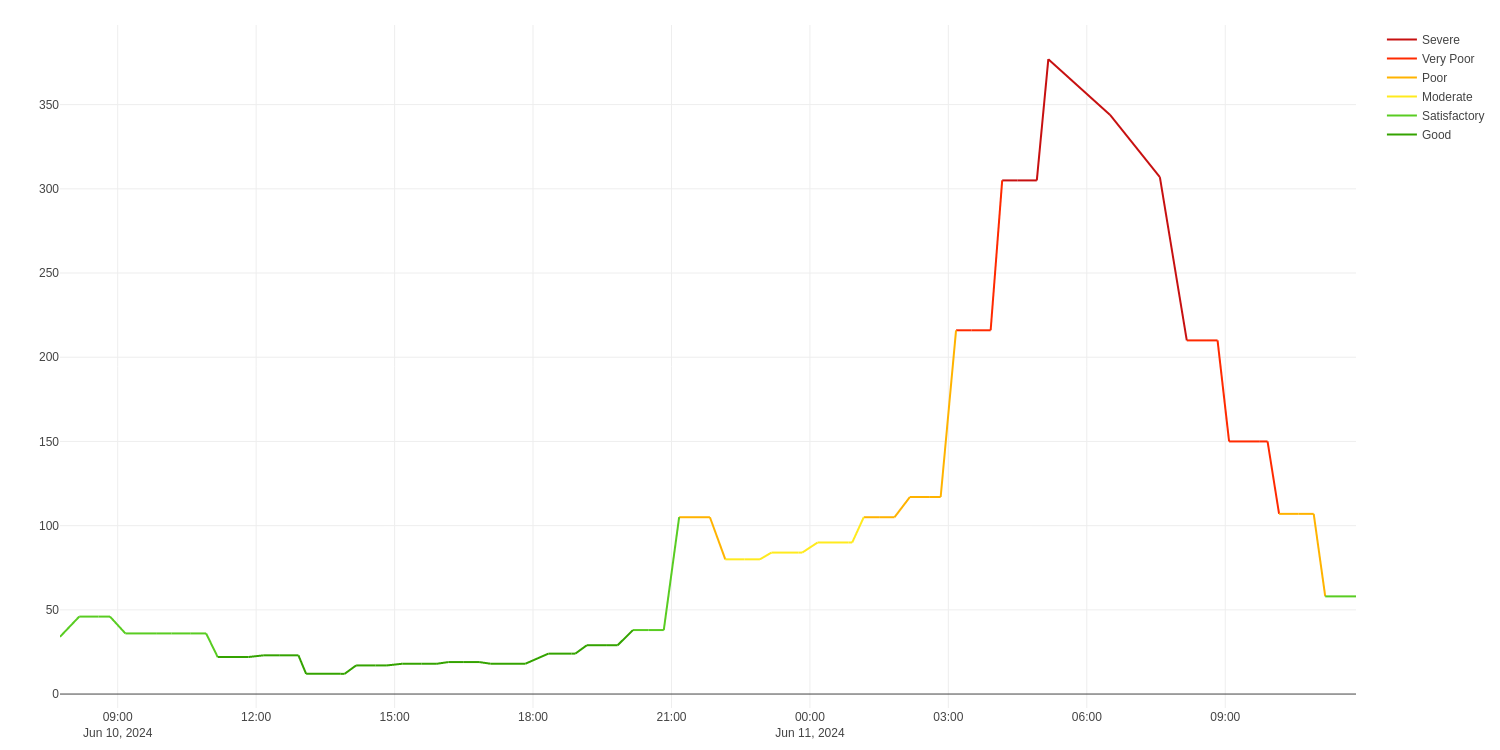 350
300
250
200
150
100
50
0
09:00
Jun 10, 2024
12:00
15:00
18:00
21:00
00:00
Jun 11, 2024
03:00
06:00
09:00
Severe
Very Poor
Poor
Moderate
Satisfactory
Good